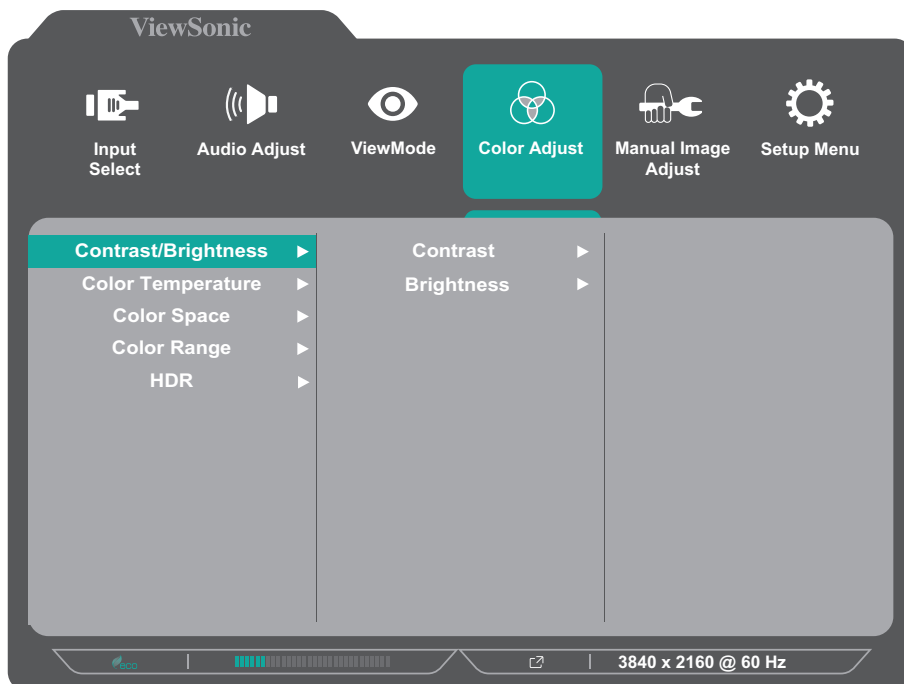 ViewSonic
Input Select
Audio Adjust
ViewMode
Color Adjust
Manual Image Adjust
Setup Menu
Contrast/Brightness
Contrast
Color Temperature
Brightness
Color Space
Color Range
HDR
eco
3840 x 2160 @ 60 Hz